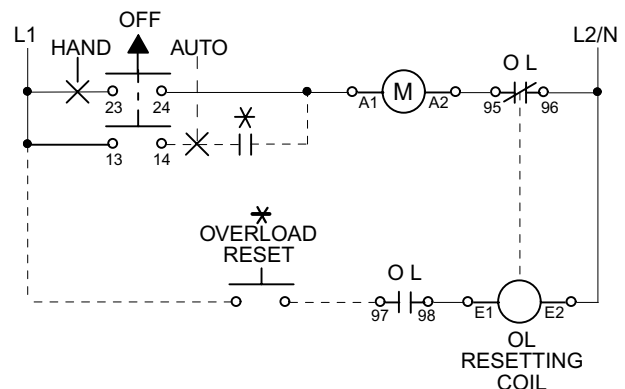 OFF
L1
HAND
AUTO
L2/N
O L
23
24
A1
M
A2
95
96
13
14
OVERLOAD
RESET
O L
97
98
E1
E2
OL
RESETTING
COIL